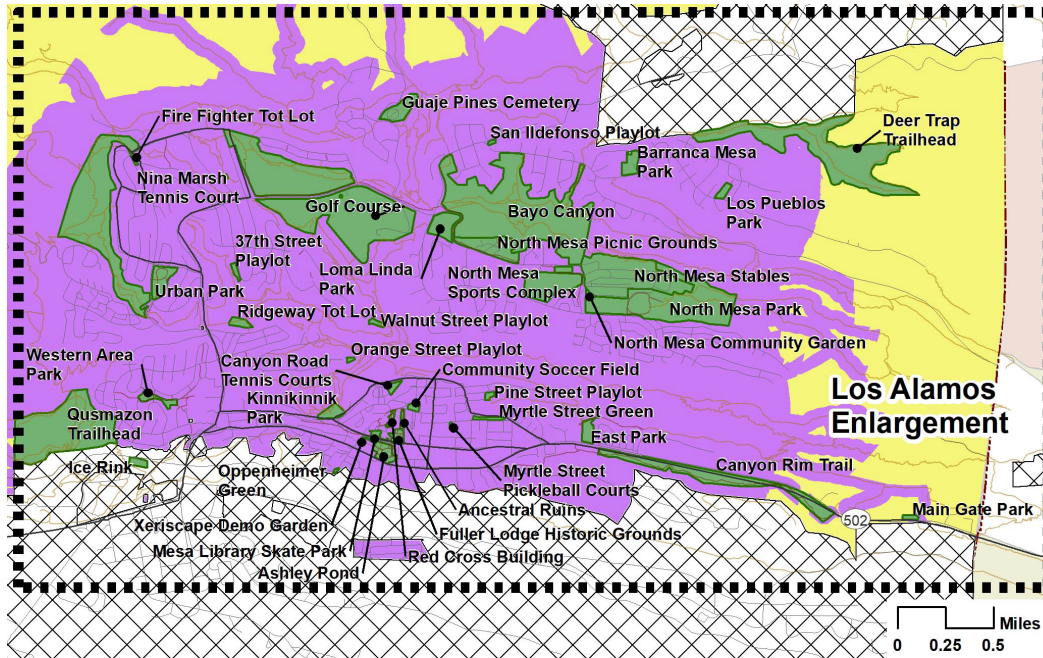 Guaje Pines Cemetery
Fire Fighter Tot Lot
San Ildefonso Playlot
Deer Trap
Trailhead
Barranca Mesa
Park
Nina Marsh
Tennis Court
Golf Course
Bayo Canyon
Los Pueblos
Park
37th Street
Playlot
North Mesa Picnic Grounds
Loma Linda
Park
North Mesa
Sports Complex
North Mesa Stables
Urban Park
Ridgeway Tot Lot
Walnut Street Playlot
North Mesa Park
North Mesa Community Garden
Western Area
Park
Orange Street Playlot
Canyon Road
Tennis Courts
Community Soccer Field
Kinnikinnik
Park
Pine Street Playlot
Myrtle Street Green
Los Alamos
Enlargement
Qusmazon
Trailhead
East Park
Ice Rink
Oppenheimer
Green
Myrtle Street
Pickleball Courts
Canyon Rim Trail
Ancestral Ruins
Main Gate Park
502
Xeriscape Demo Garden
Fuller Lodge Historic Grounds
Mesa Library Skate Park
Red Cross Building
Ashley Pond
Miles
0 0.25 0.5